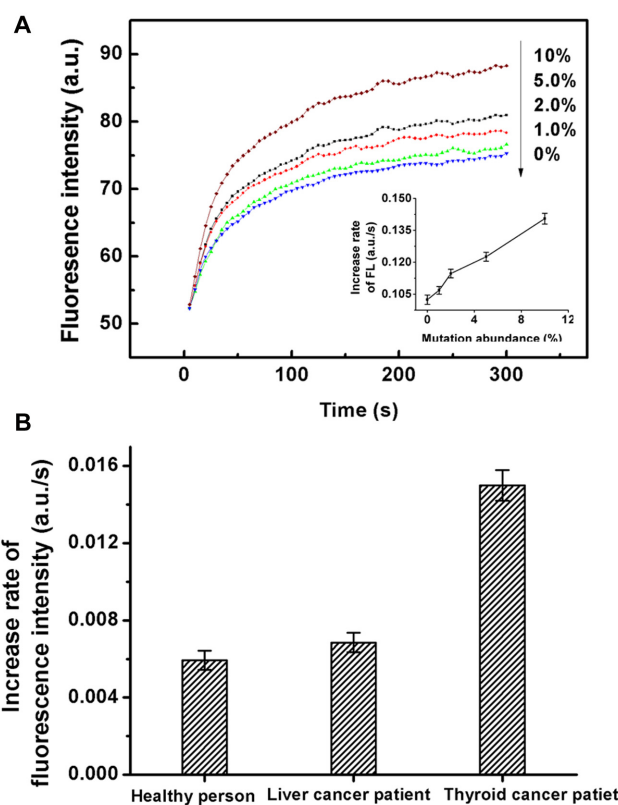 A
Fluoresence intensity (a.u.)
90
80
70
60
50
10%
5.0%
2.0%
1.0%
0%
Increase rate
of FL (a.u./s)
0.150
0.135
0.120
0.105
0 4 8 12
Mutation abundance (%)
0 100 200 300
Time (s)
B
Increase rate of
fluorescence intensity (a.u./s)
0.016
0.012
0.008
0.004
0.000
Healthy person Liver cancer patient Thyroid cancer patiet